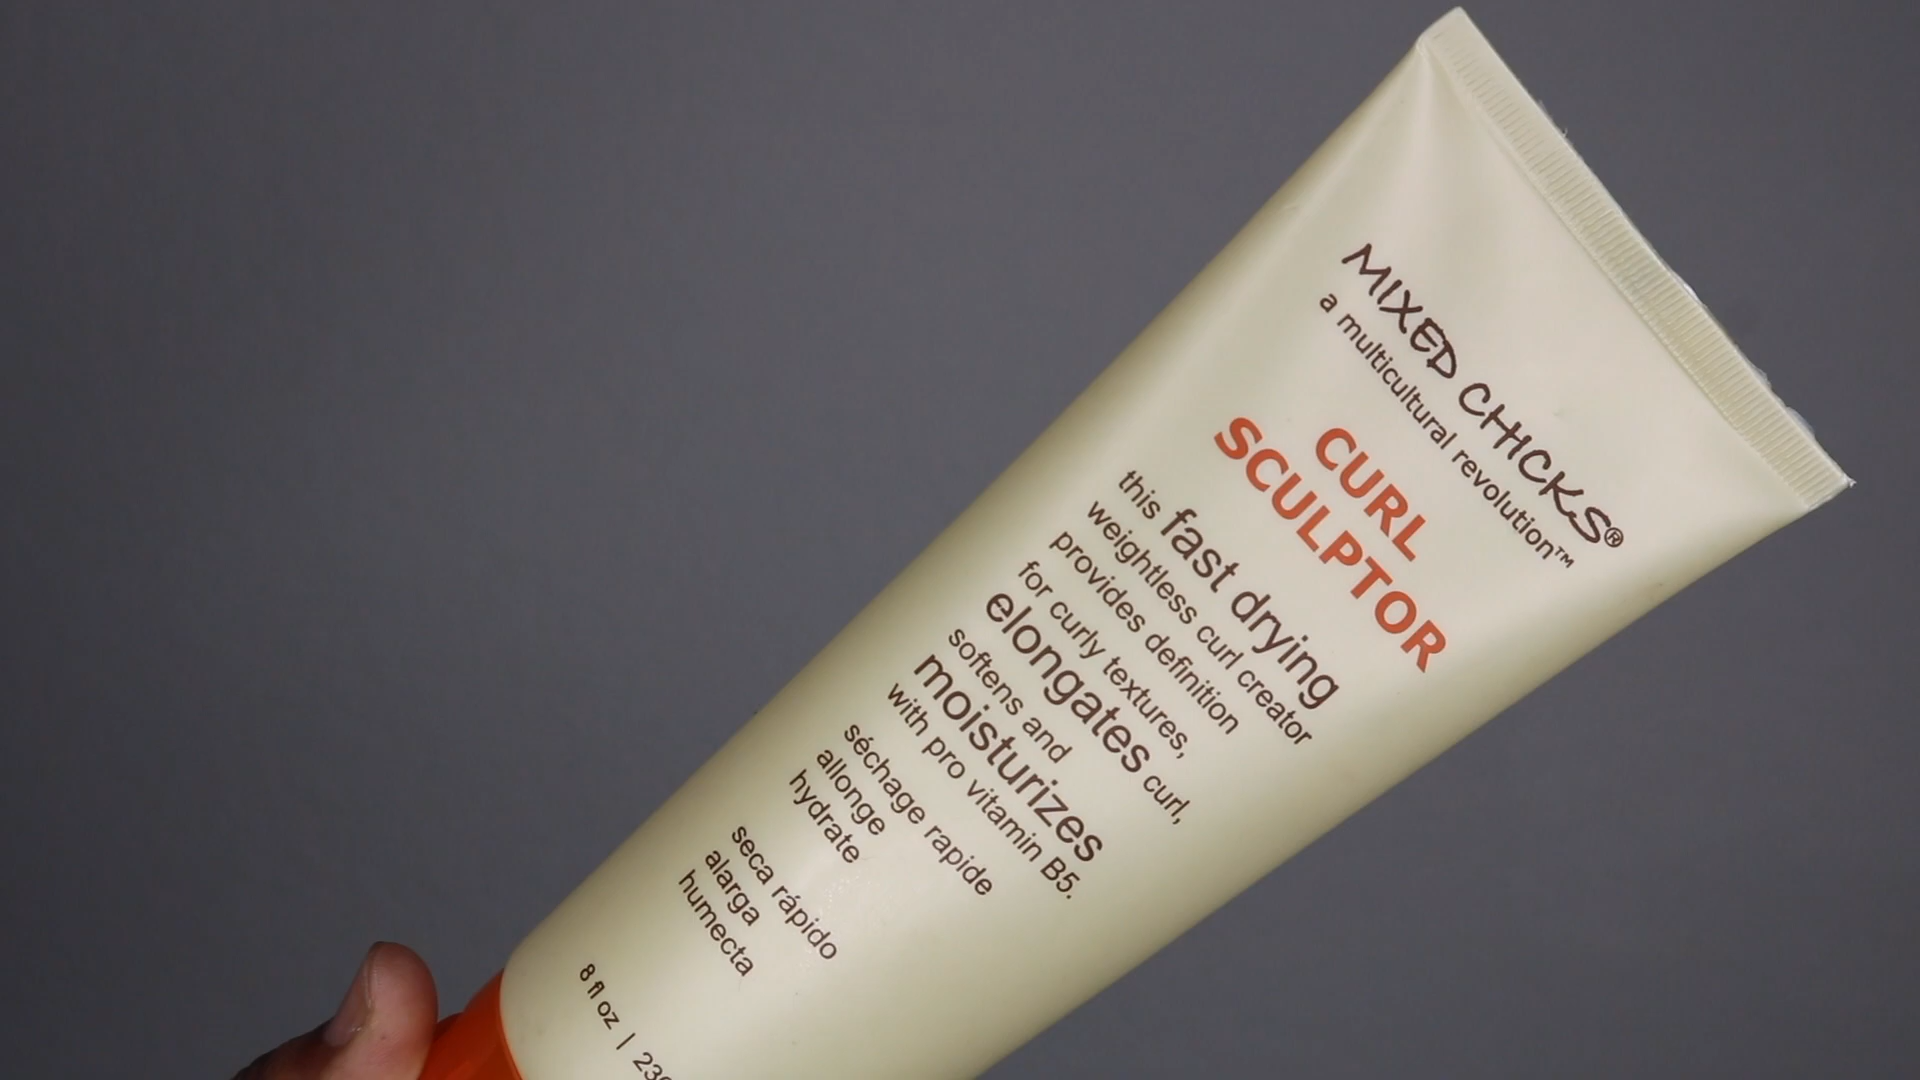 MIXED CHICKS®
a multicultural revolution™
CURL
SCULPTOR
this fast drying
weightless curl creator
provides definition
for curly textures,
elongates curl,
softens and
moisturizes
with pro vitamin B5.
séchage rapide
allonge
hydrate
seca rápido
alarga
humecta
8 fl oz |